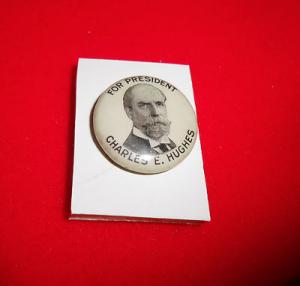 FOR PRESIDENT
CHARLES E. HUGHES